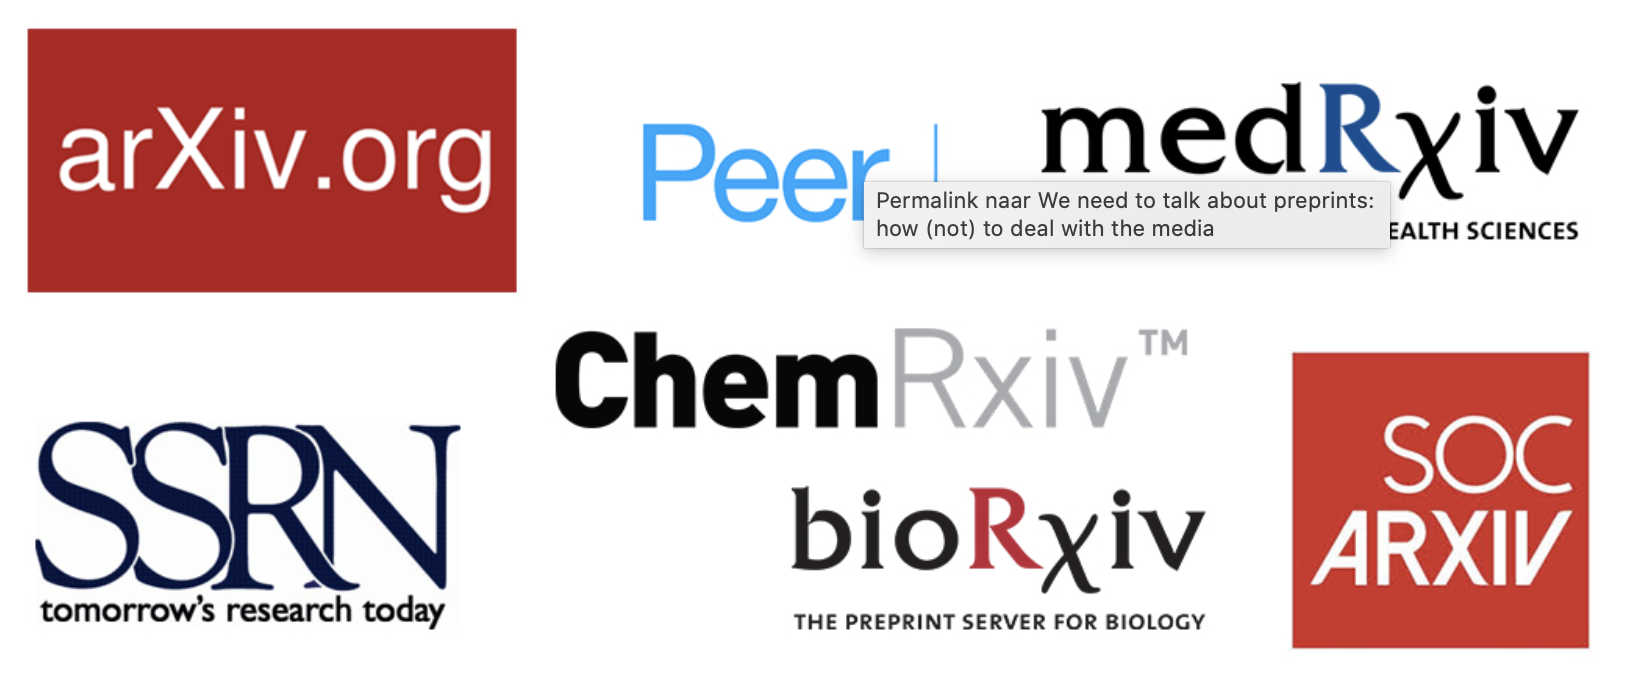 arXiv.org
Peer
medRxiv
Permalink naar We need to talk about preprints:
how (not) to deal with the media
EALTH SCIENCES
ChemRxiv™
SSRN
tomorrow's research today
bioRxiv
THE PREPRINT SERVER FOR BIOLOGY
SOC
ARXIV